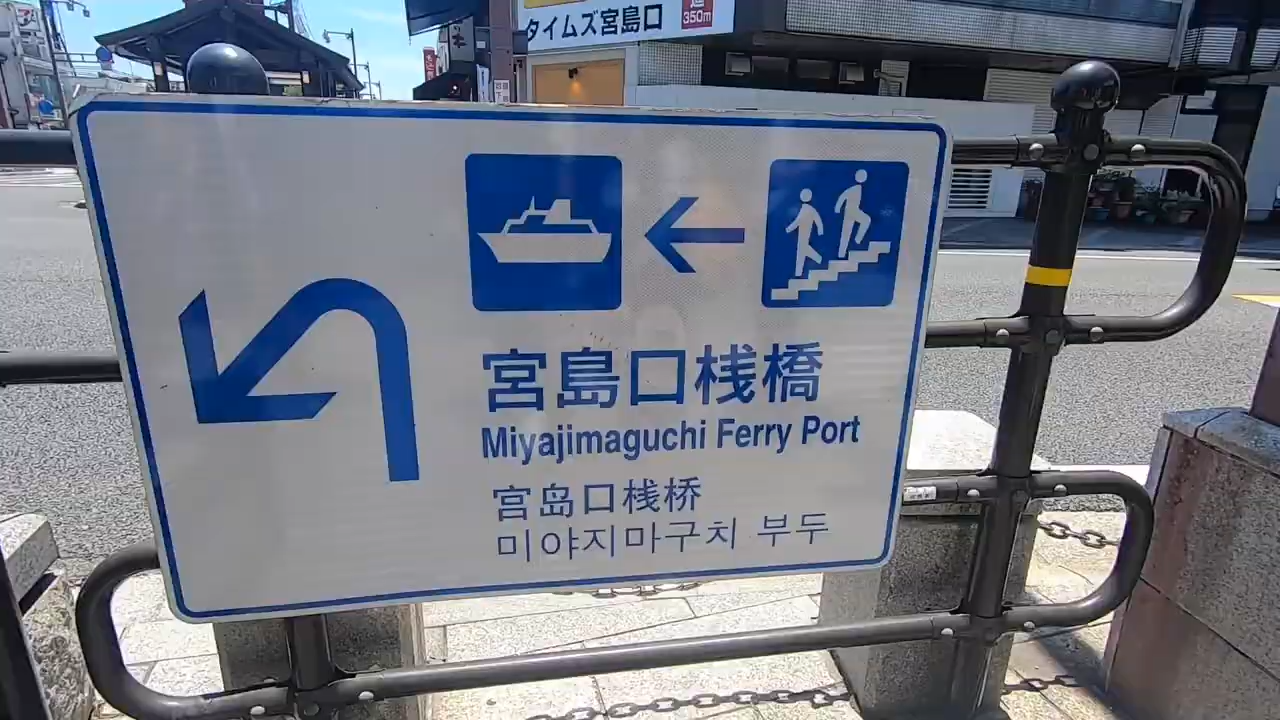 タイムズ宮島口
350m
宮島口桟橋
Miyajimaguchi Ferry Port
宫岛口栈桥
미야지마구치 부두